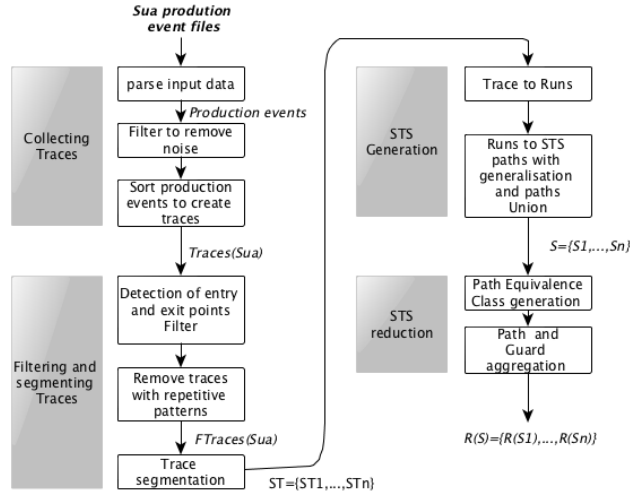 Sua prodution
event files
Collecting
Traces
parse input data
Production events
Filter to remove
noise
Sort production
events to create
traces
Traces(Sua)
Filtering and
segmenting
Traces
Detection of entry
and exit points
Filter
Remove traces
with repetitive
patterns
FTraces(Sua)
Trace
segmentation
ST={ST1,...,STn}
STS
Generation
Trace to Runs
Runs to STS
paths with
generalisation
and paths
Union
S={S1,...,Sn}
STS
reduction
Path Equivalence
Class generation
Path and
Guard
aggregation
R(S)={R(S1),...,R(Sn)}